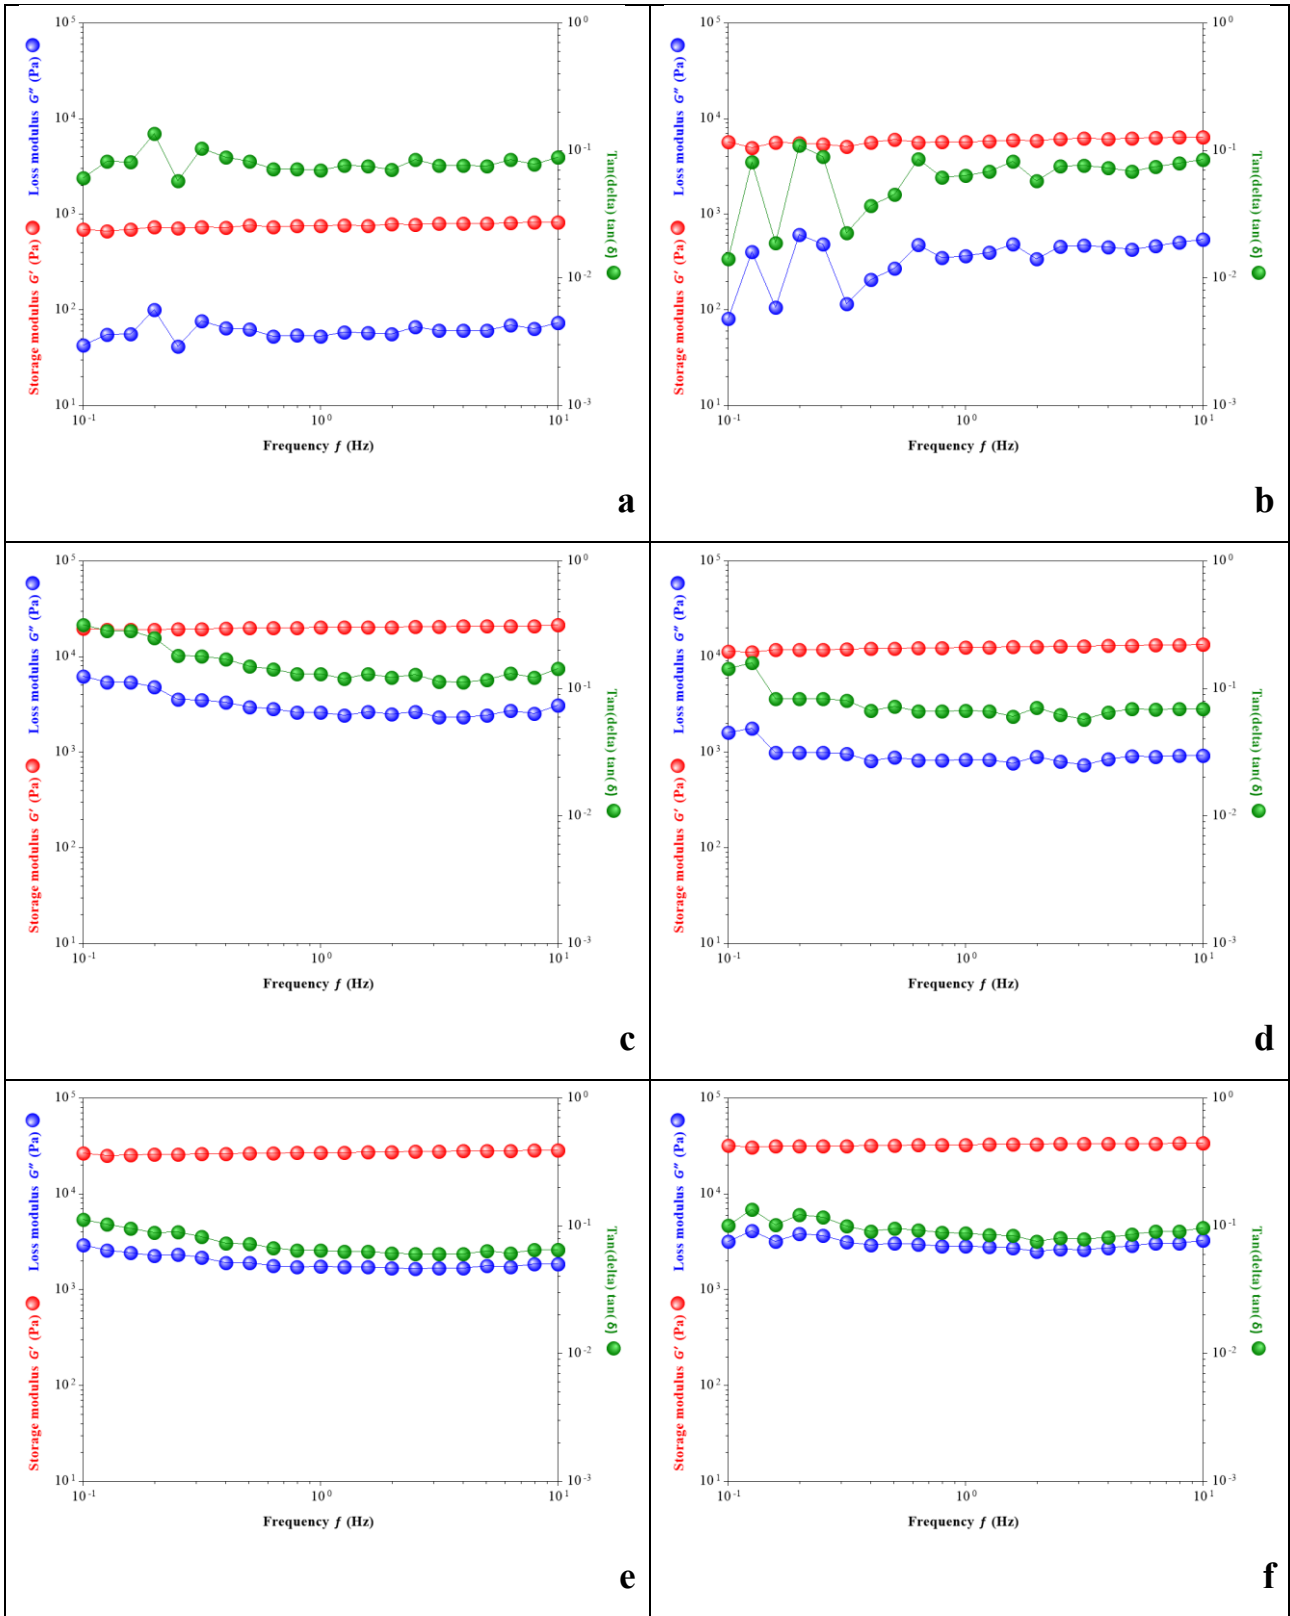 10⁵
10⁴
10³
10²
10¹
10⁰
10⁻¹
10⁻²
10⁻³
10⁻¹ 10⁰ 10¹
Storage modulus G′ (Pa) Loss modulus G″ (Pa)
Tan(delta) tan(δ)
Frequency f (Hz)
a
10⁵
10⁴
10³
10²
10¹
10⁰
10⁻¹
10⁻²
10⁻³
10⁻¹ 10⁰ 10¹
Storage modulus G′ (Pa) Loss modulus G″ (Pa)
Tan(delta) tan(δ)
Frequency f (Hz)
b
10⁵
10⁴
10³
10²
10¹
10⁰
10⁻¹
10⁻²
10⁻³
10⁻¹ 10⁰ 10¹
Storage modulus G′ (Pa) Loss modulus G″ (Pa)
Tan(delta) tan(δ)
Frequency f (Hz)
c
10⁵
10⁴
10³
10²
10¹
10⁰
10⁻¹
10⁻²
10⁻³
10⁻¹ 10⁰ 10¹
Storage modulus G′ (Pa) Loss modulus G″ (Pa)
Tan(delta) tan(δ)
Frequency f (Hz)
d
10⁵
10⁴
10³
10²
10¹
10⁰
10⁻¹
10⁻²
10⁻³
10⁻¹ 10⁰ 10¹
Storage modulus G′ (Pa) Loss modulus G″ (Pa)
Tan(delta) tan(δ)
Frequency f (Hz)
e
10⁵
10⁴
10³
10²
10¹
10⁰
10⁻¹
10⁻²
10⁻³
10⁻¹ 10⁰ 10¹
Storage modulus G′ (Pa) Loss modulus G″ (Pa)
Tan(delta) tan(δ)
Frequency f (Hz)
f